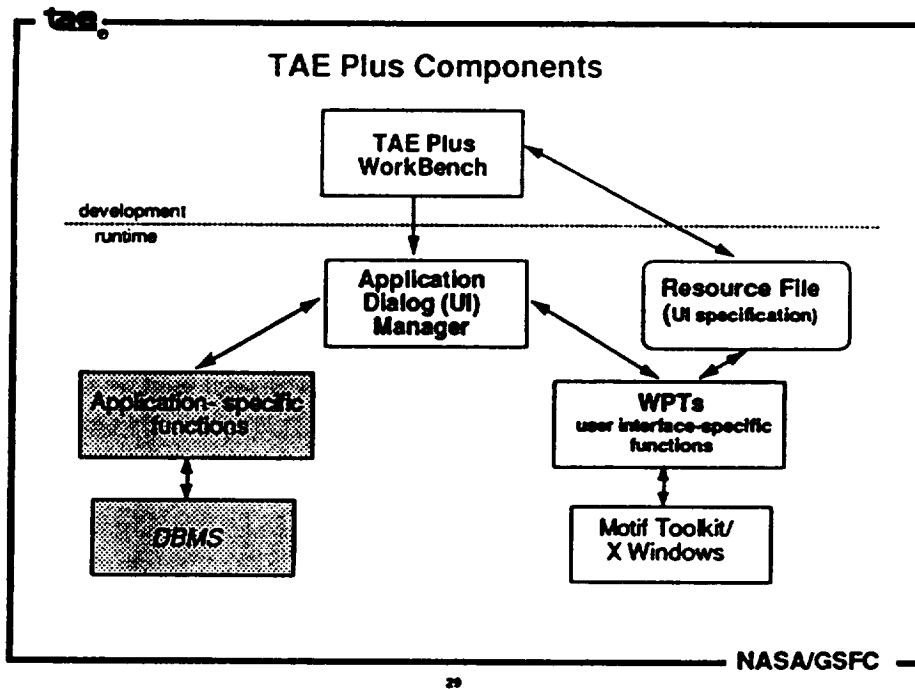 tae
TAE Plus Components
TAE Plus
WorkBench
development
runtime
Application
Dialog (UI)
Manager
Resource File
(UI specification)
Application- specific
functions
WPTs
user interface-specific
functions
DBMS
Motif Toolkit/
X Windows
NASA/GSFC
29